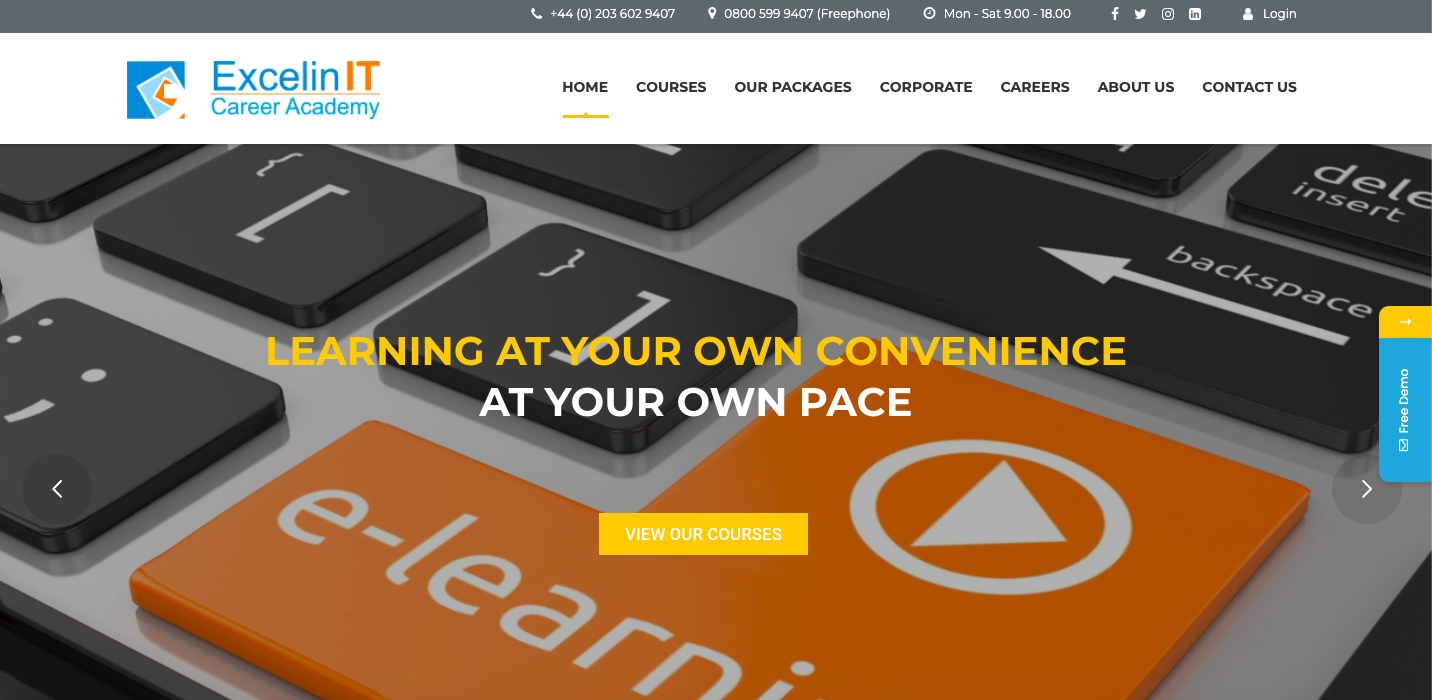 +44 (0) 203 602 9407 0800 599 9407 (Freephone) Mon - Sat 9.00 - 18.00 Login
Excelin IT
Career Academy
HOME COURSES OUR PACKAGES CORPORATE CAREERS ABOUT US CONTACT US
{
[
}
]
dele
insert
backspace
:
;
LEARNING AT YOUR OWN CONVENIENCE
AT YOUR OWN PACE
Free Demo
VIEW OUR COURSES
e-learni